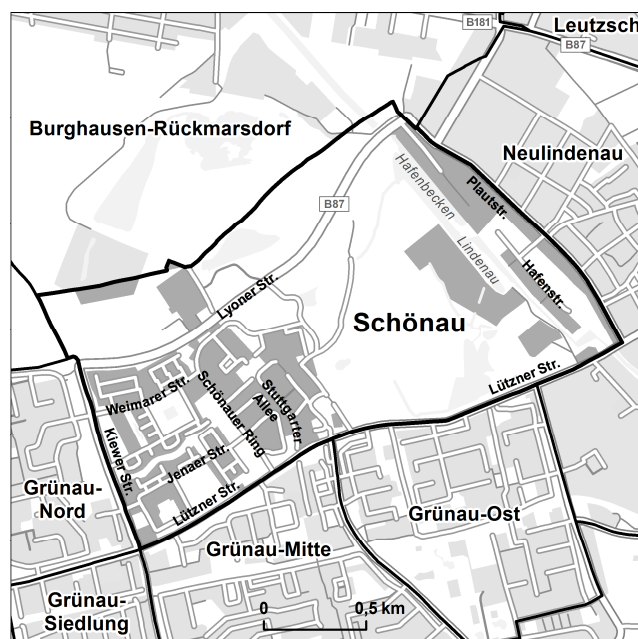 B181
Leutzsch
B87
Burghausen-Rückmarsdorf
Neulindenau
Hafenbecken
Plautstr.
B87
Lindenau
Hafenstr.
Lyoner Str.
Schönau
Lützner Str.
Weimarer Str.
Schönauer Ring
Stuttgarter
Allee
Kiewer Str.
Jenaer Str.
Lützner Str.
Grünau-
Nord
Grünau-Ost
Grünau-Mitte
Grünau-
Siedlung
0
0,5 km